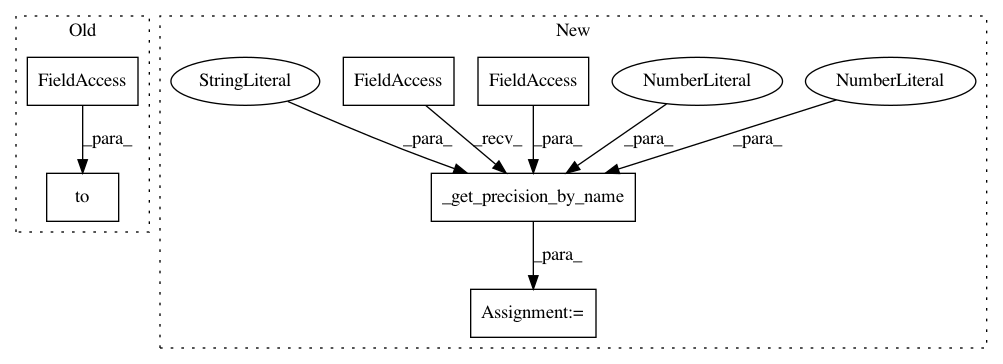 Old
New
FieldAccess
StringLiteral
FieldAccess
FieldAccess
NumberLiteral
NumberLiteral
_para_
_para_
_recv_
_para_
_para_
_para_
to
_get_precision_by_name
_para_
Assignment:=